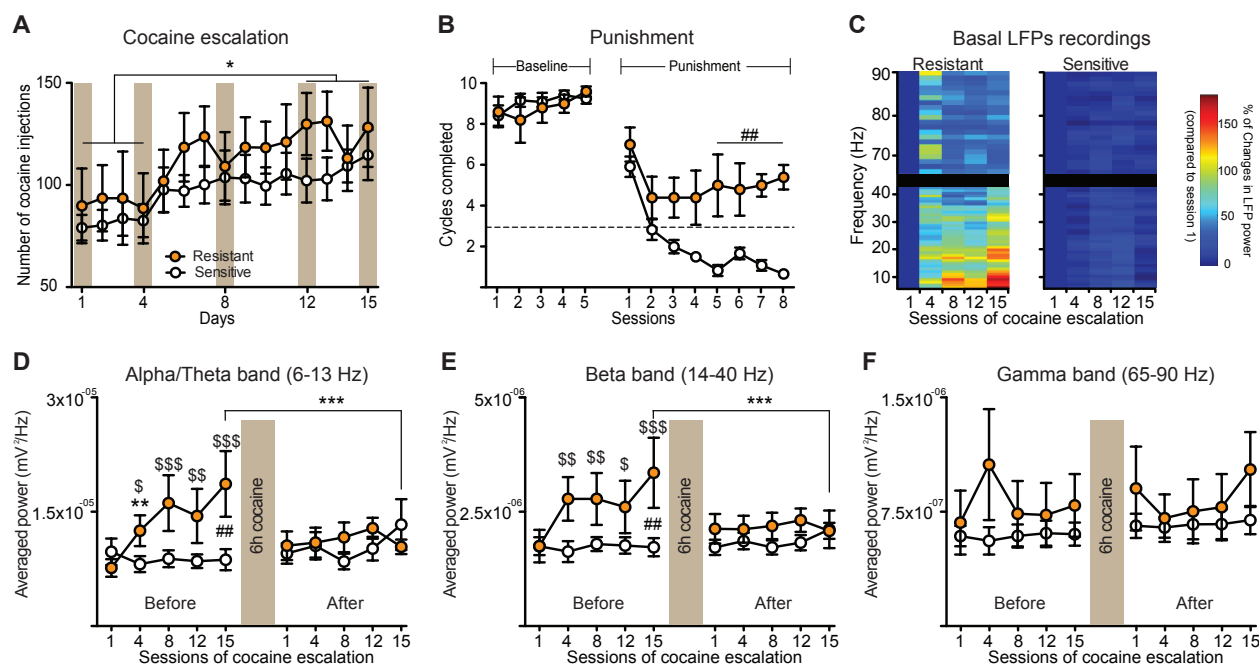 A
Cocaine escalation
Number of cocaine injections
150
100
50
*
Resistant
Sensitive
1 4 8 12 15
Days
B
Punishment
Baseline
Punishment
Cycles completed
10
8
6
4
2
##
1 2 3 4 5 1 2 3 4 5 6 7 8
Sessions
C
Basal LFPs recordings
Resistant Sensitive
Frequency (Hz)
90
70
40
30
20
10
1 4 8 12 15 1 4 8 12 15
Sessions of cocaine escalation
150
100
50
0
% of Changes in LFP power
(compared to session 1)
D
Alpha/Theta band (6-13 Hz)
Averaged power (mV²/Hz)
3x10-05
1.5x10-05
***
$
**
$$$
$$
$$$
##
6h cocaine
Before After
1 4 8 12 15 1 4 8 12 15
Sessions of cocaine escalation
E
Beta band (14-40 Hz)
Averaged power (mV²/Hz)
5x10-06
2.5x10-06
***
$$
$$
$
$$$
##
6h cocaine
Before After
1 4 8 12 15 1 4 8 12 15
Sessions of cocaine escalation
F
Gamma band (65-90 Hz)
Averaged power (mV²/Hz)
1.5x10-06
7.5x10-07
6h cocaine
Before After
1 4 8 12 15 1 4 8 12 15
Sessions of cocaine escalation